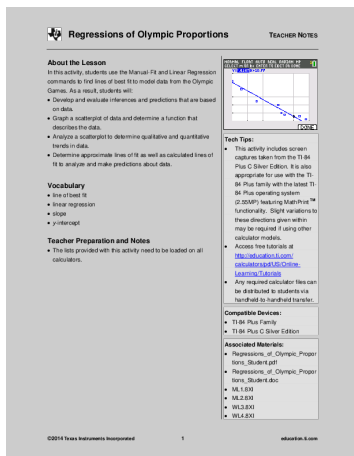 Regressions of Olympic Proportions
TEACHER NOTES
About the Lesson
In this activity, students use the Manual-Fit and Linear Regression
commands to find lines of best fit to model data from the Olympic
Games. As a result, students will:
• Develop and evaluate inferences and predictions that are based
on data.
• Graph a scatterplot of data and determine a function that
describes the data.
• Analyze a scatterplot to determine qualitative and quantitative
trends in data.
• Determine approximate lines of fit as well as calculated lines of
fit to analyze and make predictions about data.
Vocabulary
• line of best fit
• linear regression
• slope
• y-intercept
Teacher Preparation and Notes
• The lists provided with this activity need to be loaded on all
calculators.
NORMAL FLOAT AUTO REAL DEGREE MP
DONE
Tech Tips:
• This activity includes screen
captures taken from the TI-84
Plus C Silver Edition. It is also
appropriate for use with the TI-
84 Plus family with the latest TI-
84 Plus operating system
(2.55MP) featuring MathPrint™
functionality. Slight variations to
these directions given within
may be required if using other
calculator models.
• Access free tutorials at
http://education.ti.com/
calculators/pd/US/Online-
Learning/Tutorials
• Any required calculator files can
be distributed to students via
handheld-to-handheld transfer.
Compatible Devices:
• TI-84 Plus Family
• TI-84 Plus C Silver Edition
Associated Materials:
• Regressions_of_Olympic_Propor
tions_Student.pdf
• Regressions_of_Olympic_Propor
tions_Student.doc
• ML1.8Xl
• ML2.8Xl
• WL3.8Xl
• WL4.8Xl
©2014 Texas Instruments Incorporated
1
education.ti.com